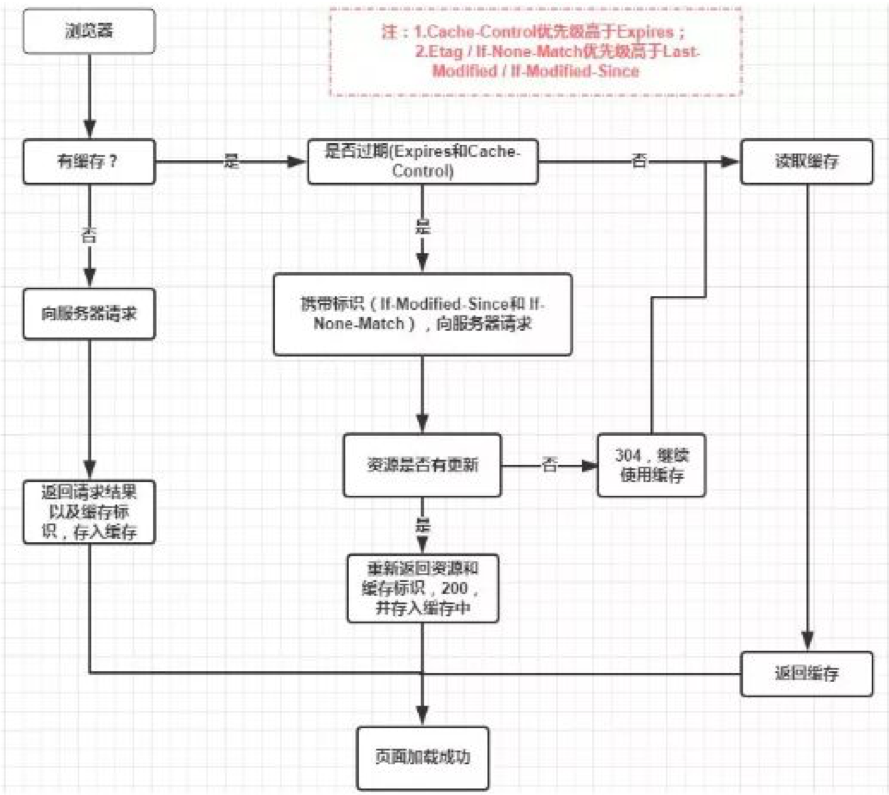 浏览器
注：1.Cache-Control优先级高于Expires；
2.Etag / If-None-Match优先级高于Last-
Modified / If-Modified-Since
有缓存？
是
是否过期(Expires和Cache-
Control)
否
读取缓存
否
是
向服务器请求
携带标识（If-Modified-Since和 If-
None-Match），向服务器请求
资源是否有更新
否
304，继续
使用缓存
返回请求结果
以及缓存标
识，存入缓存
是
重新返回资源和
缓存标识，200，
并存入缓存中
返回缓存
页面加载成功